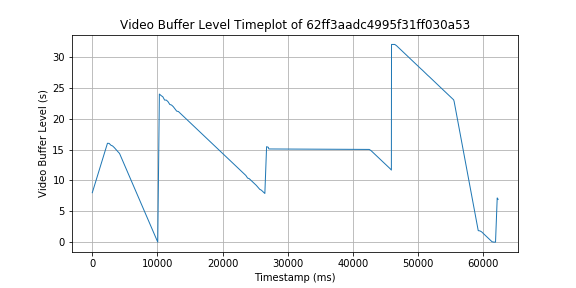 Video Buffer Level Timeplot of 62ff3aadc4995f31ff030a53
Video Buffer Level (s)
30
25
20
15
10
5
0
0 10000 20000 30000 40000 50000 60000
Timestamp (ms)